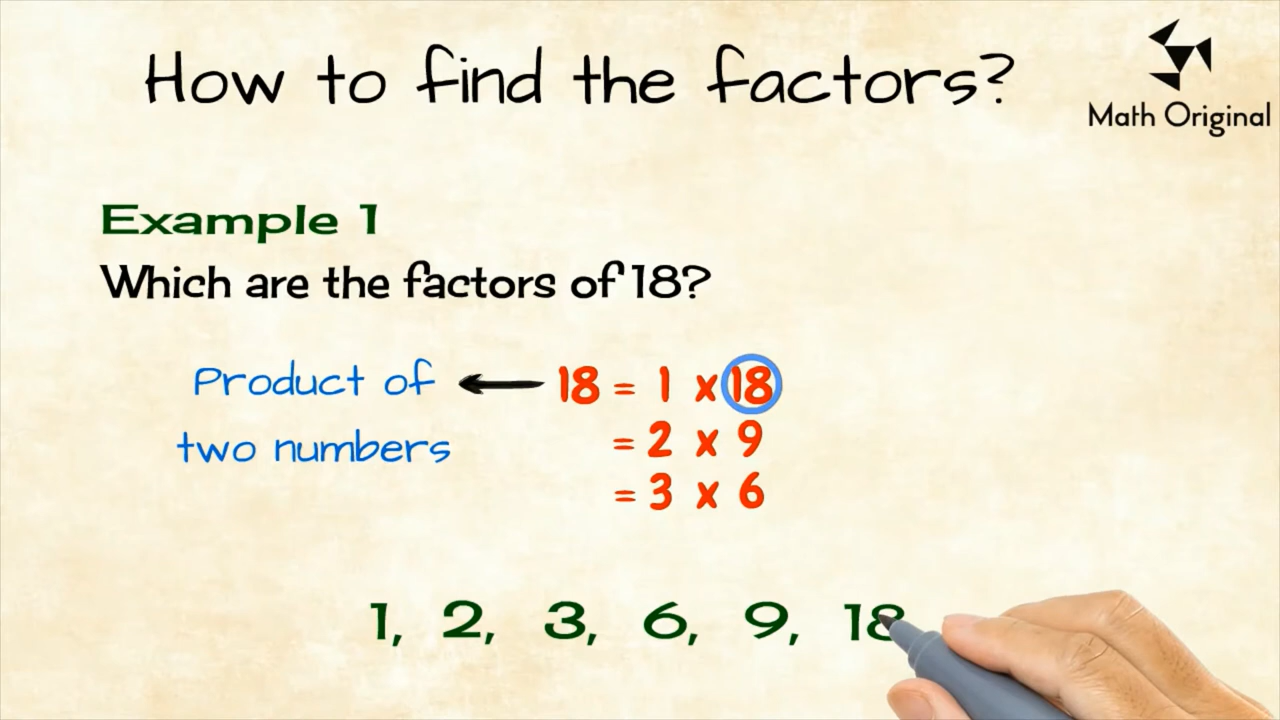 How to find the factors?
Math Original
Example 1
Which are the factors of 18?
Product of
two numbers
18 = 1 x 18
= 2 x 9
= 3 x 6
1, 2, 3, 6, 9, 18